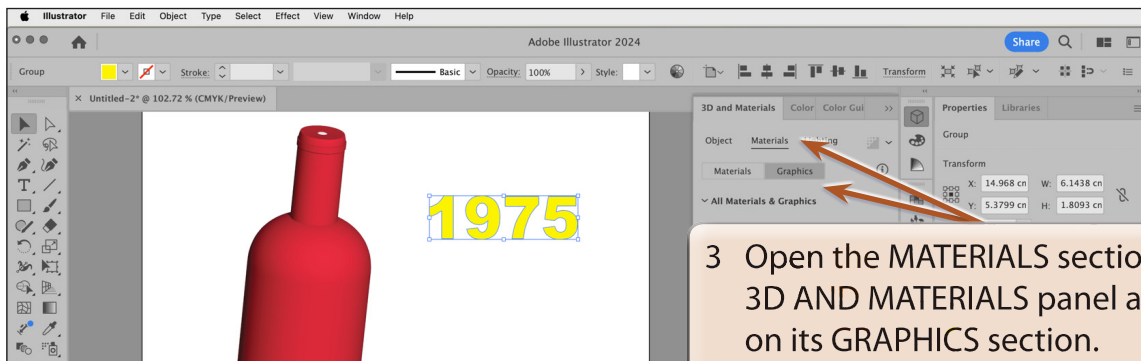 Illustrator File Edit Object Type Select Effect View Window Help
Adobe Illustrator 2024
Share
Group Stroke: Basic Opacity: 100% Style: Transform
× Untitled-2* @ 102.72 % (CMYK/Preview)
3D and Materials Color Color Gui >> Properties Libraries
Object Materials
Group
Materials Graphics
Transform
X: 14.968 cn W: 6.1438 cn
All Materials & Graphics
Y: 5.3799 cn H: 1.8093 cn
1975
3 Open the MATERIALS sectio
3D AND MATERIALS panel a
on its GRAPHICS section.